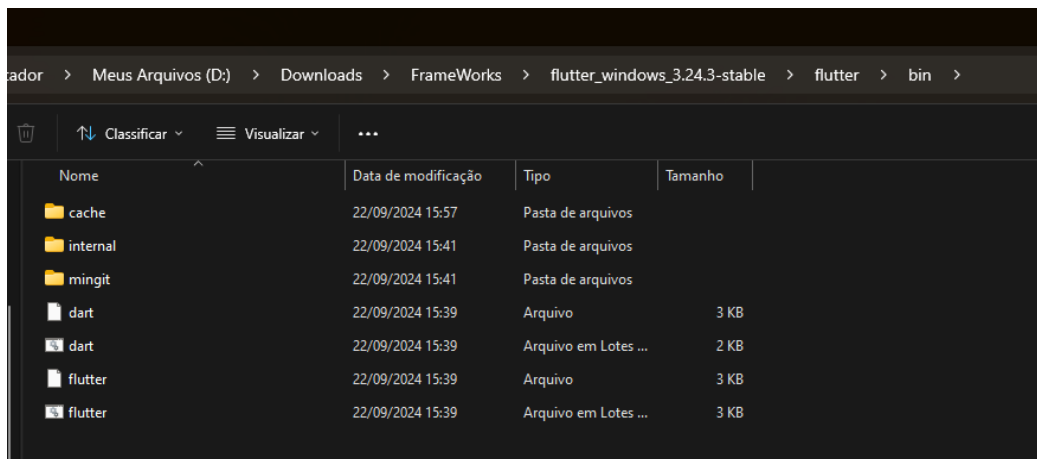 tador > Meus Arquivos (D:) > Downloads > FrameWorks > flutter_windows_3.24.3-stable > flutter > bin >
Classificar Visualizar ...
Nome Data de modificação Tipo Tamanho
cache 22/09/2024 15:57 Pasta de arquivos
internal 22/09/2024 15:41 Pasta de arquivos
mingit 22/09/2024 15:41 Pasta de arquivos
dart 22/09/2024 15:39 Arquivo 3 KB
dart 22/09/2024 15:39 Arquivo em Lotes ... 2 KB
flutter 22/09/2024 15:39 Arquivo 3 KB
flutter 22/09/2024 15:39 Arquivo em Lotes ... 3 KB